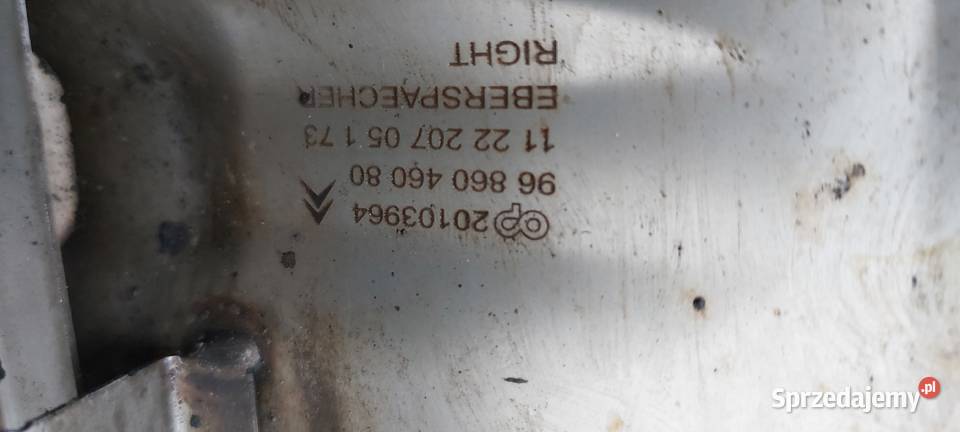 20103964
96 860 460 80
11 22 207 05 1 73
EBERSPAECHER
RIGHT
Sprzedajemy.pl